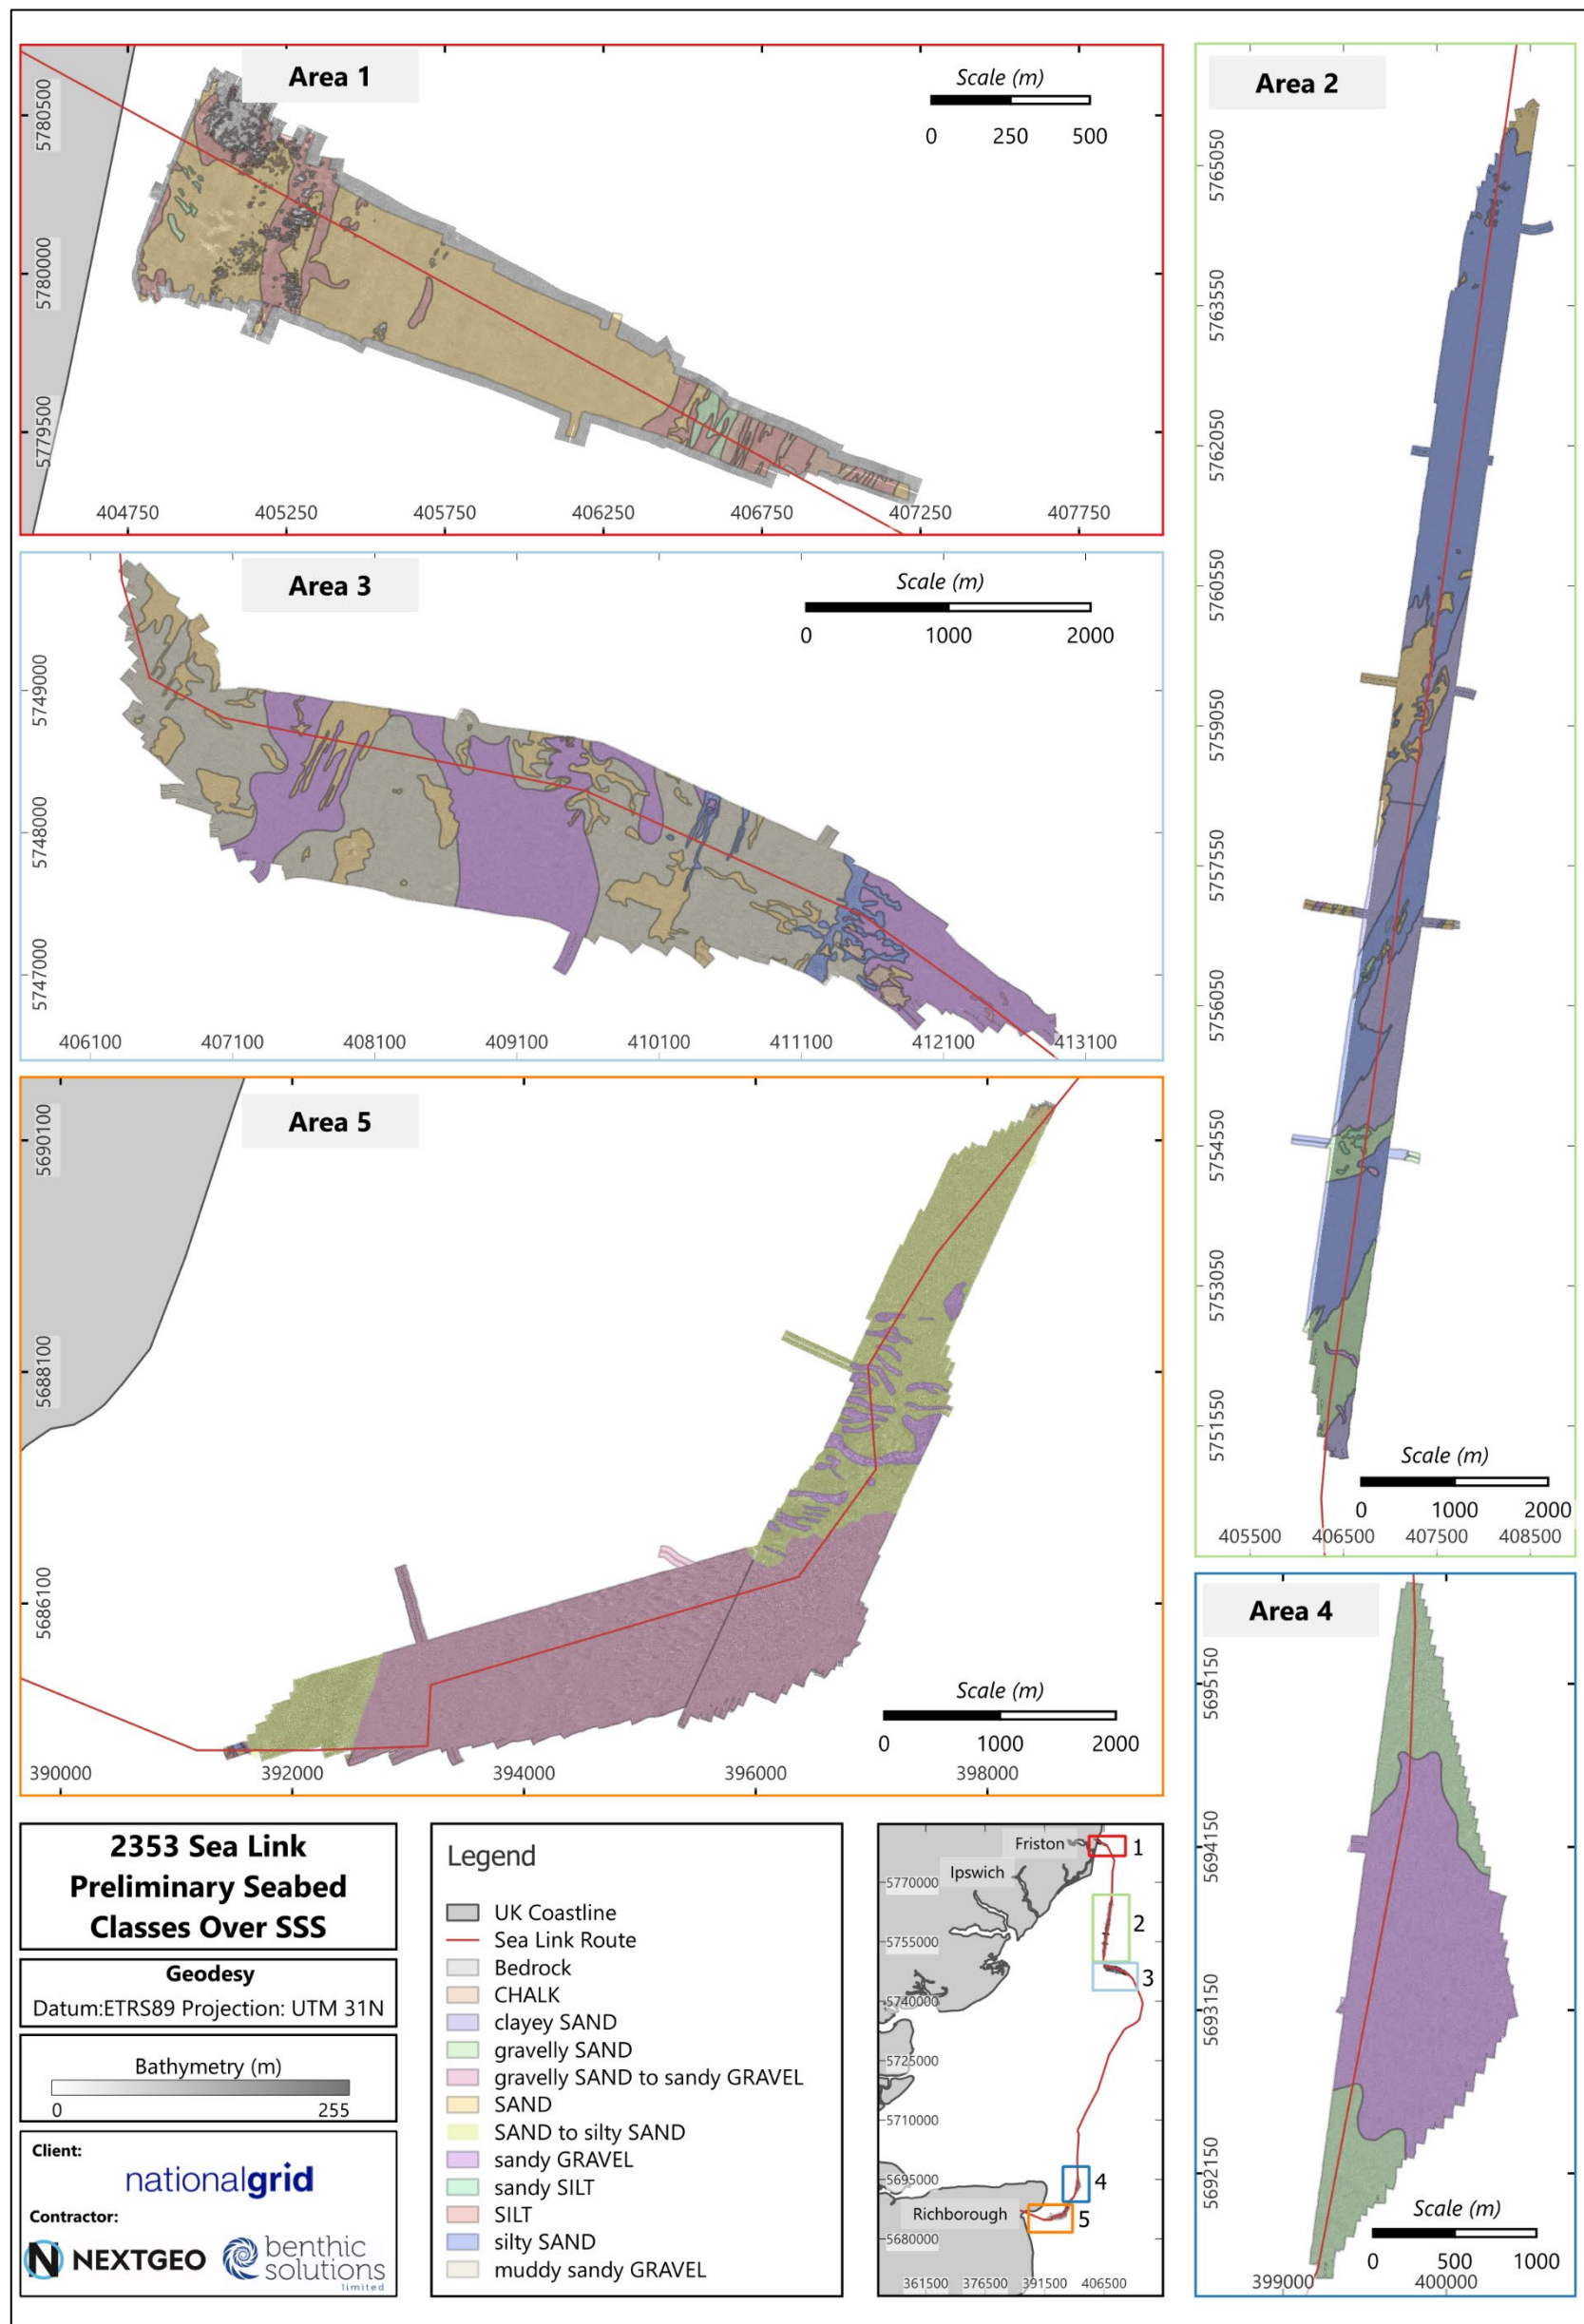 Area 1
Scale (m)
0 250 500
5780500
5780000
5779500
404750 405250 405750 406250 406750 407250 407750
Area 2
5765050
5763550
5762050
5760550
5759050
5757550
5756050
5754550
5753050
5751550
Scale (m)
0 1000 2000
405500 406500 407500 408500
Area 3
Scale (m)
0 1000 2000
5749000
5748000
5747000
406100 407100 408100 409100 410100 411100 412100 413100
Area 5
5690100
5688100
5686100
Scale (m)
0 1000 2000
390000 392000 394000 396000 398000
Area 4
5695150
5694150
5693150
5692150
Scale (m)
0 500 1000
399000 400000
2353 Sea Link
Preliminary Seabed
Classes Over SSS
Geodesy
Datum:ETRS89 Projection: UTM 31N
Bathymetry (m)
0 255
Client:
nationalgrid
Contractor:
N NEXTGEO
benthic
solutions
limited
Legend
UK Coastline
Sea Link Route
Bedrock
CHALK
clayey SAND
gravelly SAND
gravelly SAND to sandy GRAVEL
SAND
SAND to silty SAND
sandy GRAVEL
sandy SILT
SILT
silty SAND
muddy sandy GRAVEL
Friston 1
Ipswich
5770000
2
5755000
3
5740000
5725000
5710000
5695000 4
Richborough 5
5680000
361500 376500 391500 406500